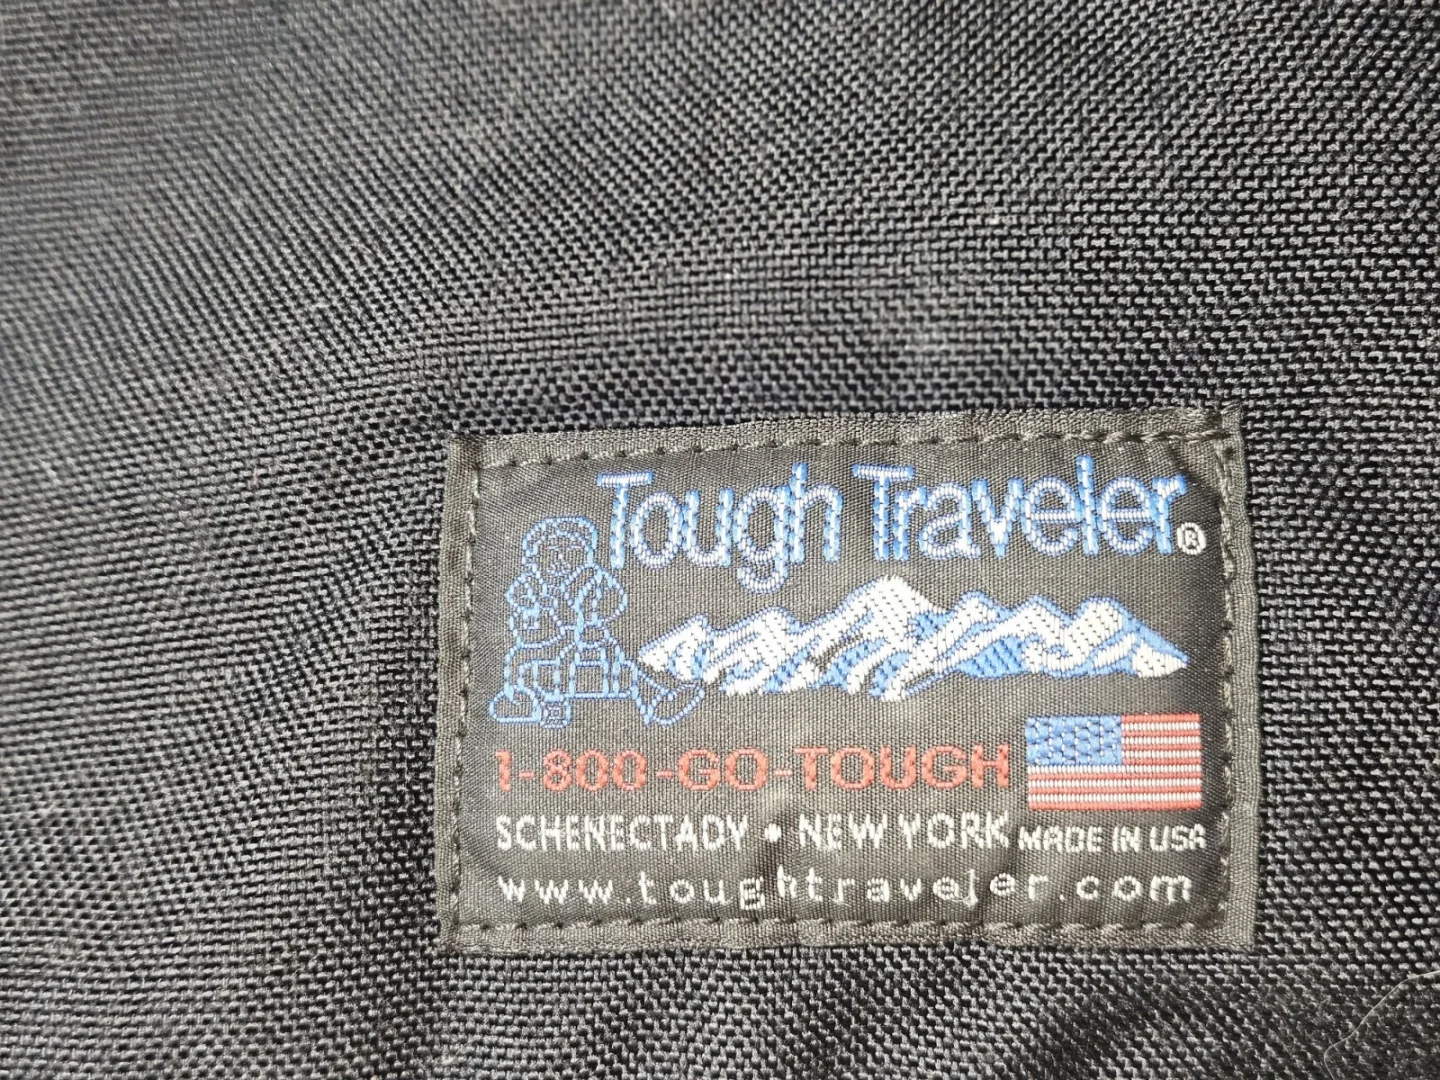 Tough Traveler®
1-800-GO-TOUGH
SCHENECTADY • NEW YORK MADE IN USA
www.toughtraveler.com